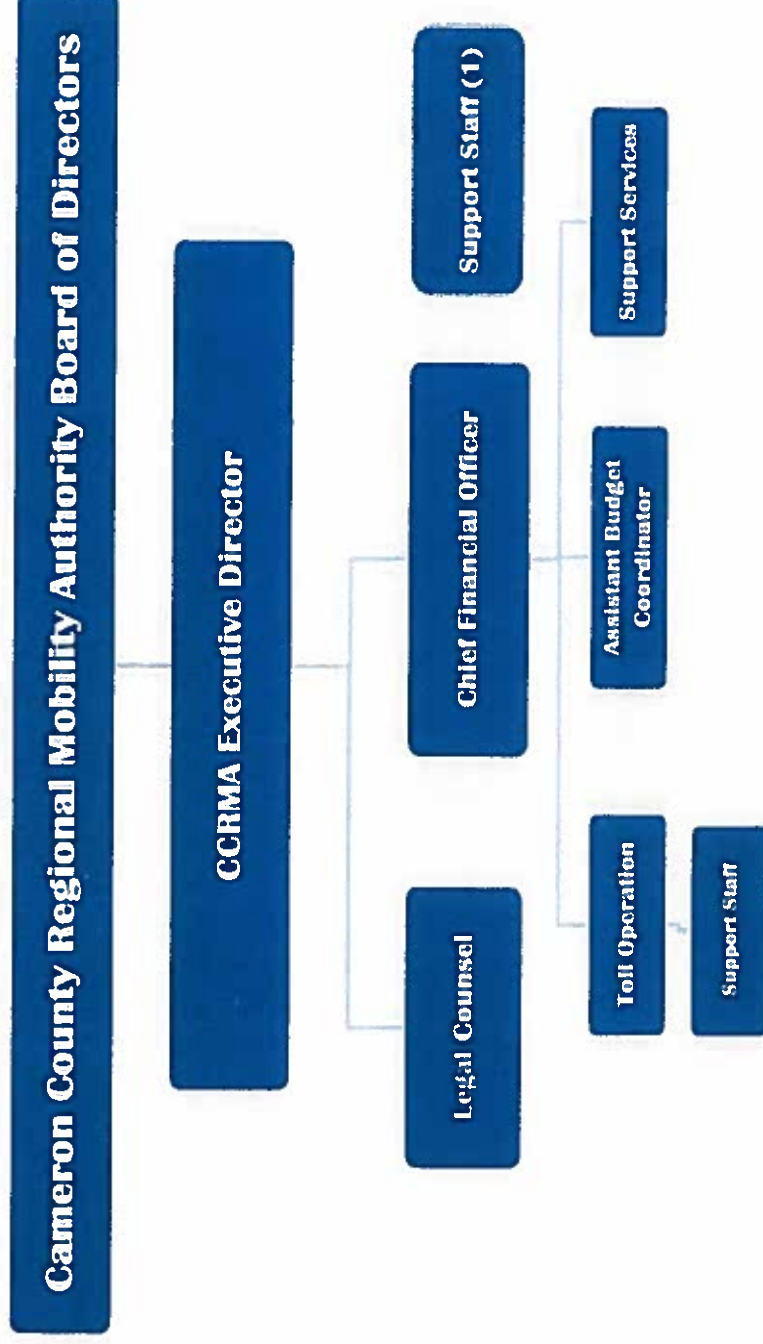 Cameron County Regional Mobility Authority Board of Directors
CCRMA Executive Director
Legal Counsel
Chief Financial Officer
Support Staff (1)
Toll Operation
Assistant Budget
Coordinator
Support Services
Support Staff